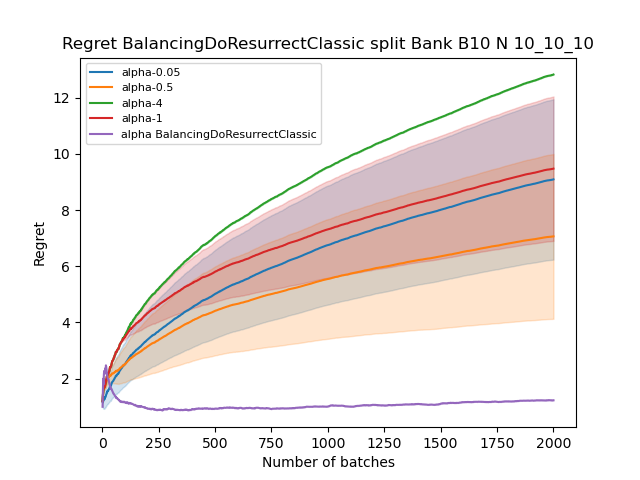 Regret BalancingDoResurrectClassic split Bank B10 N 10_10_10
alpha-0.05
alpha-0.5
alpha-4
alpha-1
alpha BalancingDoResurrectClassic
12
10
8
6
4
2
Regret
0
250
500
750
1000
1250
1500
1750
2000
Number of batches